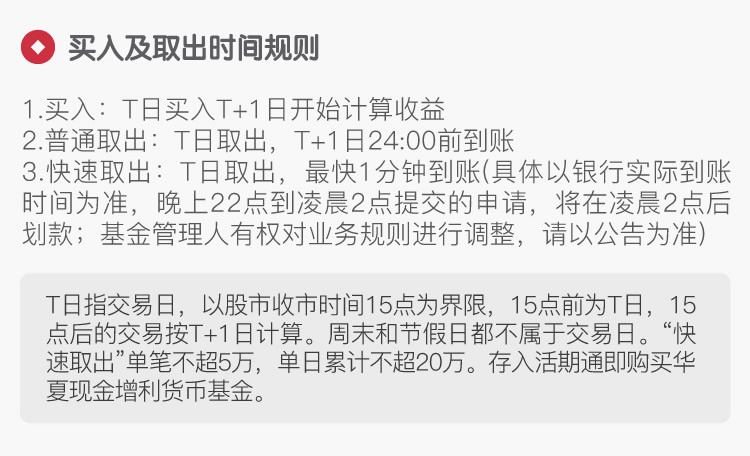 买入及取出时间规则
1.买入：T日买入T+1日开始计算收益
2.普通取出：T日取出，T+1日24:00前到账
3.快速取出：T日取出，最快1分钟到账(具体以银行实际到账
时间为准，晚上22点到凌晨2点提交的申请，将在凌晨2点后
划款；基金管理人有权对业务规则进行调整，请以公告为准)
T日指交易日，以股市收市时间15点为界限，15点前为T日，15
点后的交易按T+1日计算。周末和节假日都不属于交易日。“快
速取出”单笔不超5万，单日累计不超20万。存入活期通即购买华
夏现金增利货币基金。